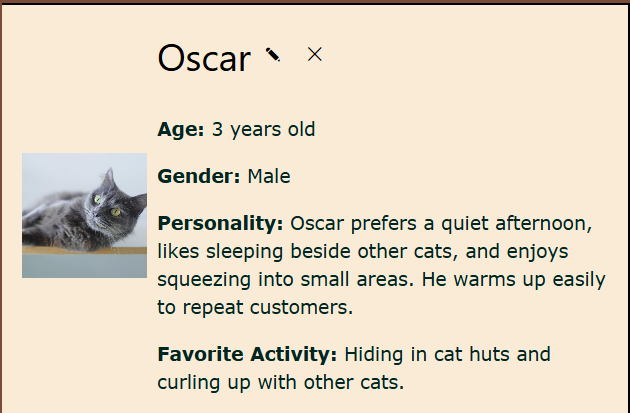 Oscar
Age: 3 years old
Gender: Male
Personality: Oscar prefers a quiet afternoon,
likes sleeping beside other cats, and enjoys
squeezing into small areas. He warms up easily
to repeat customers.
Favorite Activity: Hiding in cat huts and
curling up with other cats.